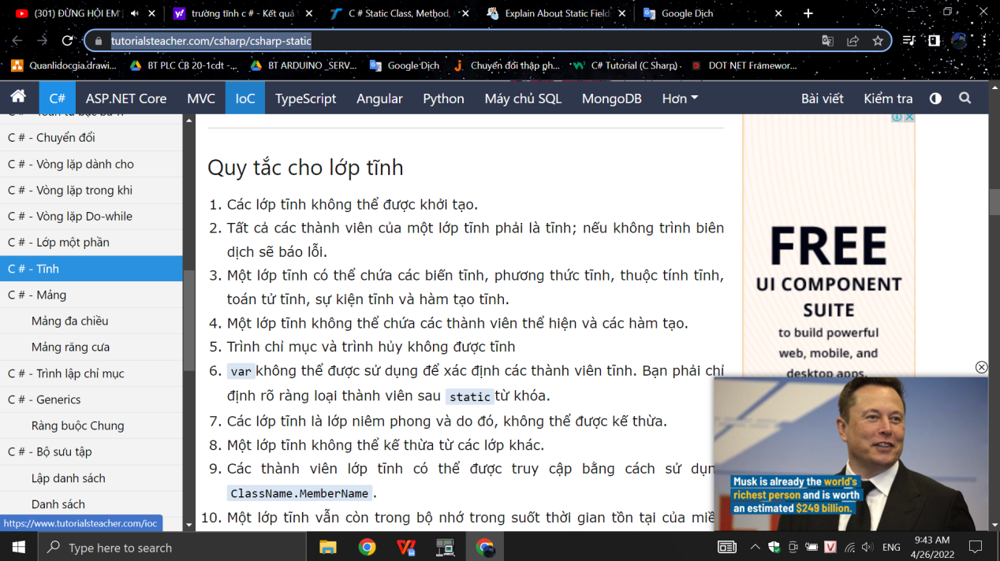 (301) ĐỪNG HỎI EM
trường tĩnh c # - Kết quả
C # Static Class, Method,
Explain About Static Field
Google Dịch
tutorialsteacher.com/csharp/csharp-static
Quanlidocgia.drawi...
BT PLC CB 20-1cdt -...
BT ARDUINO _SERV...
Google Dịch
Chuyển đổi thập ph...
C# Tutorial (C Sharp)
DOT NET Framewor...
C#
ASP.NET Core
MVC
IoC
TypeScript
Angular
Python
Máy chủ SQL
MongoDB
Hơn
Bài viết
Kiểm tra
C # - Chuyển đổi
C # - Vòng lặp dành cho
C # - Vòng lặp trong khi
C # - Vòng lặp Do-while
C # - Lớp một phần
C # - Tĩnh
C # - Mảng
Mảng đa chiều
Mảng răng cưa
C # - Trình lập chỉ mục
C # - Generics
Ràng buộc Chung
C # - Bộ sưu tập
Lập danh sách
Danh sách
https://www.tutorialsteacher.com/ioc
Quy tắc cho lớp tĩnh
1. Các lớp tĩnh không thể được khởi tạo.
2. Tất cả các thành viên của một lớp tĩnh phải là tĩnh; nếu không trình biên
dịch sẽ báo lỗi.
3. Một lớp tĩnh có thể chứa các biến tĩnh, phương thức tĩnh, thuộc tính tĩnh,
toán tử tĩnh, sự kiện tĩnh và hàm tạo tĩnh.
4. Một lớp tĩnh không thể chứa các thành viên thể hiện và các hàm tạo.
5. Trình chỉ mục và trình hủy không được tĩnh
6. var không thể được sử dụng để xác định các thành viên tĩnh. Bạn phải chỉ
định rõ ràng loại thành viên sau static từ khóa.
7. Các lớp tĩnh là lớp niêm phong và do đó, không thể được kế thừa.
8. Một lớp tĩnh không thể kế thừa từ các lớp khác.
9. Các thành viên lớp tĩnh có thể được truy cập bằng cách sử dụng
ClassName.MemberName.
10. Một lớp tĩnh vẫn còn trong bộ nhớ trong suốt thời gian tồn tại của
FREE
UI COMPONENT
SUITE
to build powerful
web, mobile, and
desktop apps.
Musk is already the world's
richest person and is worth
an estimated $249 billion.
Type here to search
ENG
9:43 AM
4/26/2022